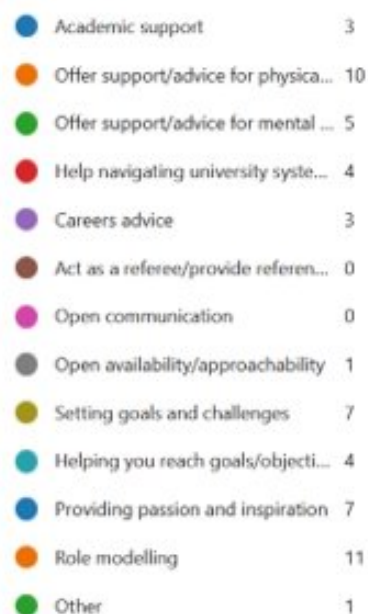 Academic support 3
Offer support/advice for physica... 10
Offer support/advice for mental ... 5
Help navigating university syste... 4
Careers advice 3
Act as a referee/provide referen... 0
Open communication 0
Open availability/approachability 1
Setting goals and challenges 7
Helping you reach goals/objecti... 4
Providing passion and inspiration 7
Role modelling 11
Other 1